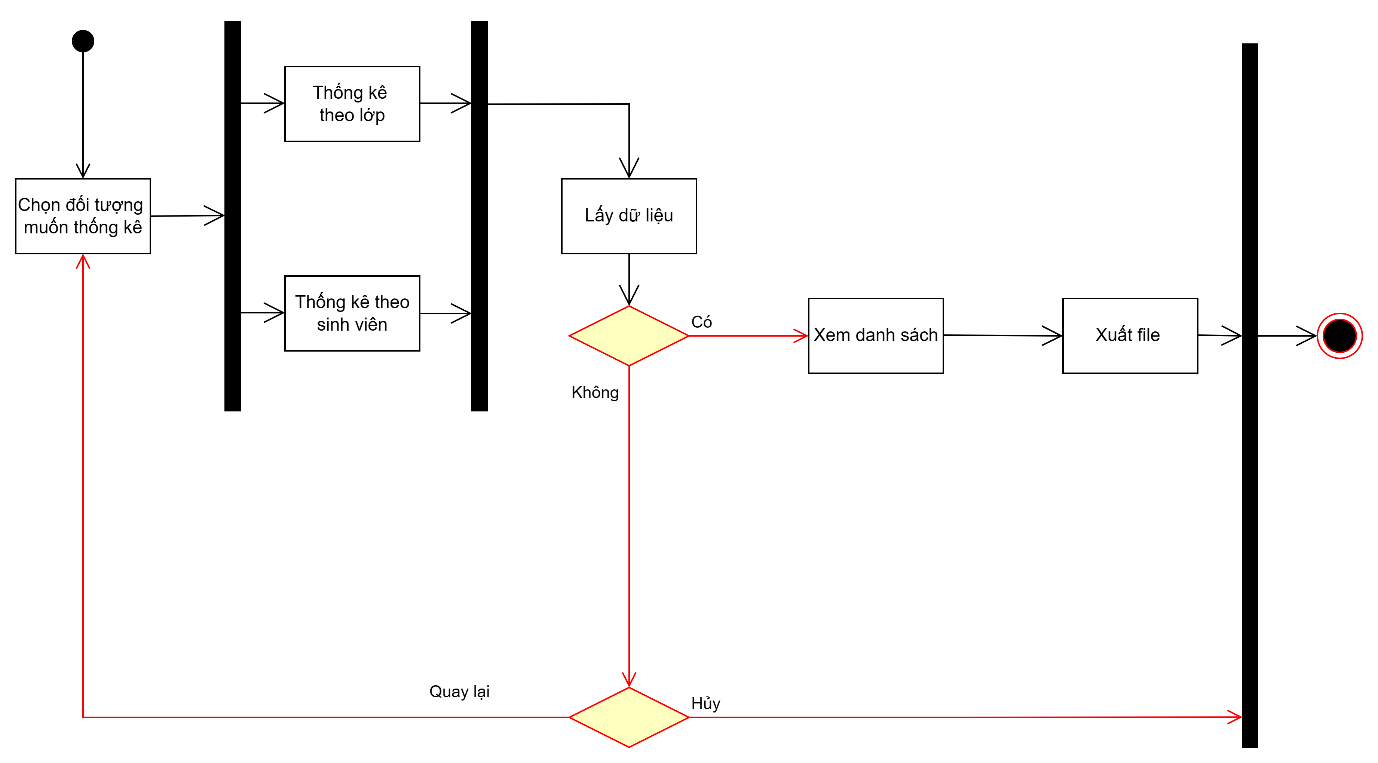 Thống kê
theo lớp
Chọn đối tượng
muốn thống kê
Lấy dữ liệu
Thống kê theo
sinh viên
Có
Xem danh sách
Xuất file
Không
Quay lại
Hủy